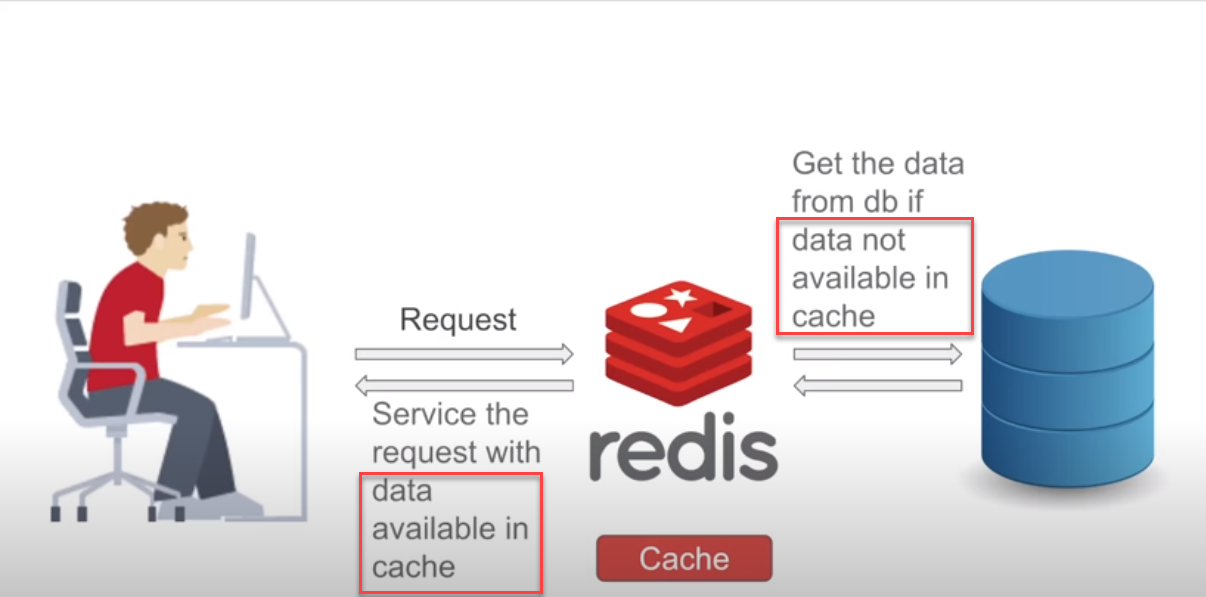 Get the data
from db if
data not
available in
cache
Request
Service the
request with
data
available in
cache
redis
Cache